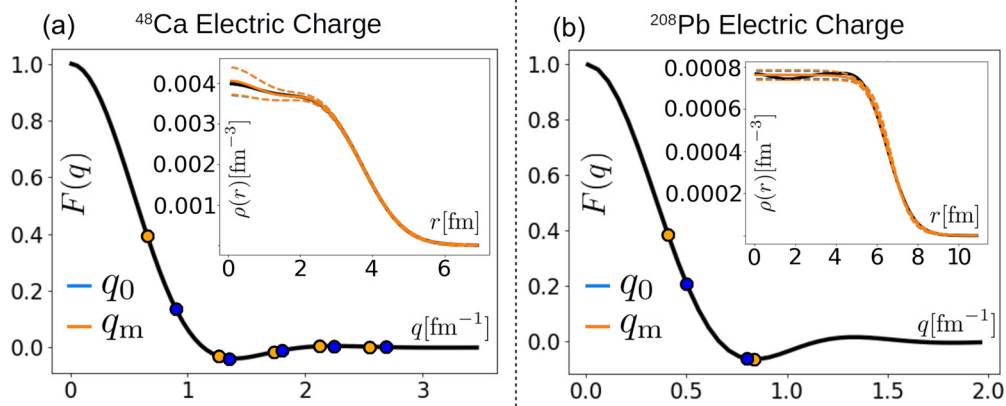 (a) ⁴⁸Ca Electric Charge
1.0
0.8
0.6
0.4
0.2
0.0
F(q)
q₀
qₘ
q[fm⁻¹]
0 1 2 3
0.004
0.003
0.002
0.001
ρ(r)[fm⁻³]
r[fm]
0 2 4 6
(b) ²⁰⁸Pb Electric Charge
1.0
0.8
0.6
0.4
0.2
0.0
F(q)
q₀
qₘ
q[fm⁻¹]
0.0 0.5 1.0 1.5 2.0
0.0008
0.0006
0.0004
0.0002
ρ(r)[fm⁻³]
r[fm]
0 2 4 6 8 10